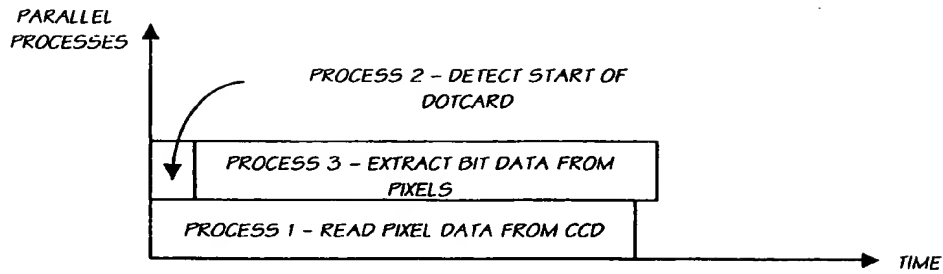 PARALLEL
PROCESSES
PROCESS 2 - DETECT START OF
DOTCARD
PROCESS 3 - EXTRACT BIT DATA FROM
PIXELS
PROCESS 1 - READ PIXEL DATA FROM CCD
TIME